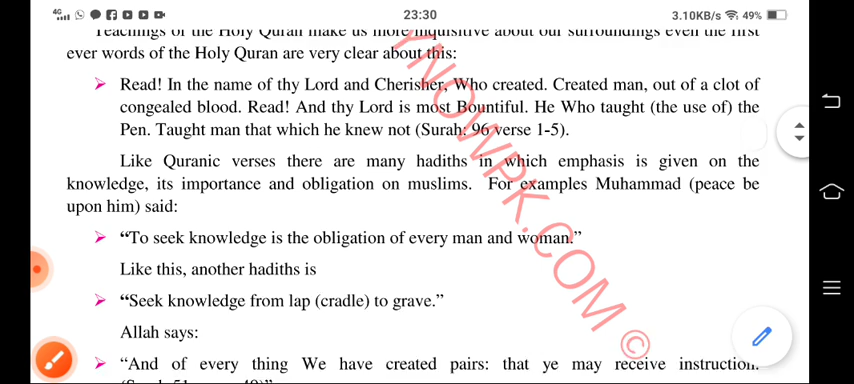 4G 23:30 3.10KB/s 49%
Teachings of the Holy Quran make us more inquisitive about our surroundings even the first
ever words of the Holy Quran are very clear about this:
➢ Read! In the name of thy Lord and Cherisher, Who created. Created man, out of a clot of
congealed blood. Read! And thy Lord is most Bountiful. He Who taught (the use of) the
Pen. Taught man that which he knew not (Surah: 96 verse 1-5).
Like Quranic verses there are many hadiths in which emphasis is given on the
knowledge, its importance and obligation on muslims. For examples Muhammad (peace be
upon him) said:
➢ “To seek knowledge is the obligation of every man and woman.”
Like this, another hadiths is
➢ “Seek knowledge from lap (cradle) to grave.”
Allah says:
➢ “And of every thing We have created pairs: that ye may receive instruction.
YNOWPK.COM ©